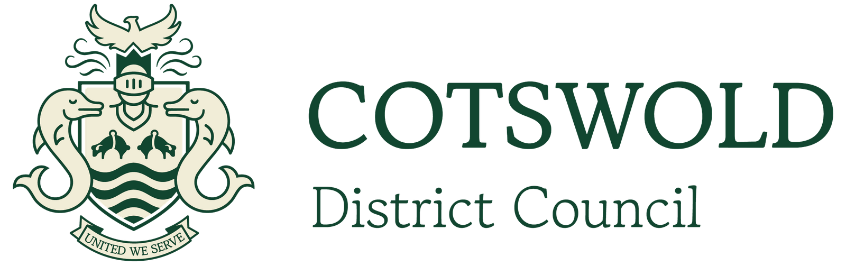 COTSWOLD
District Council
UNITED WE SERVE